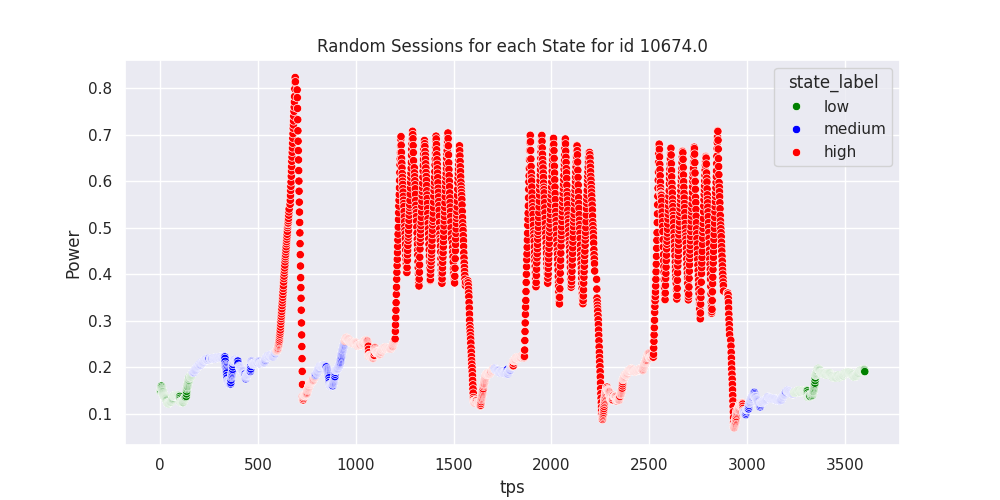 Random Sessions for each State for id 10674.0
state_label
low
medium
high
Power
0.8
0.7
0.6
0.5
0.4
0.3
0.2
0.1
0 500 1000 1500 2000 2500 3000 3500
tps